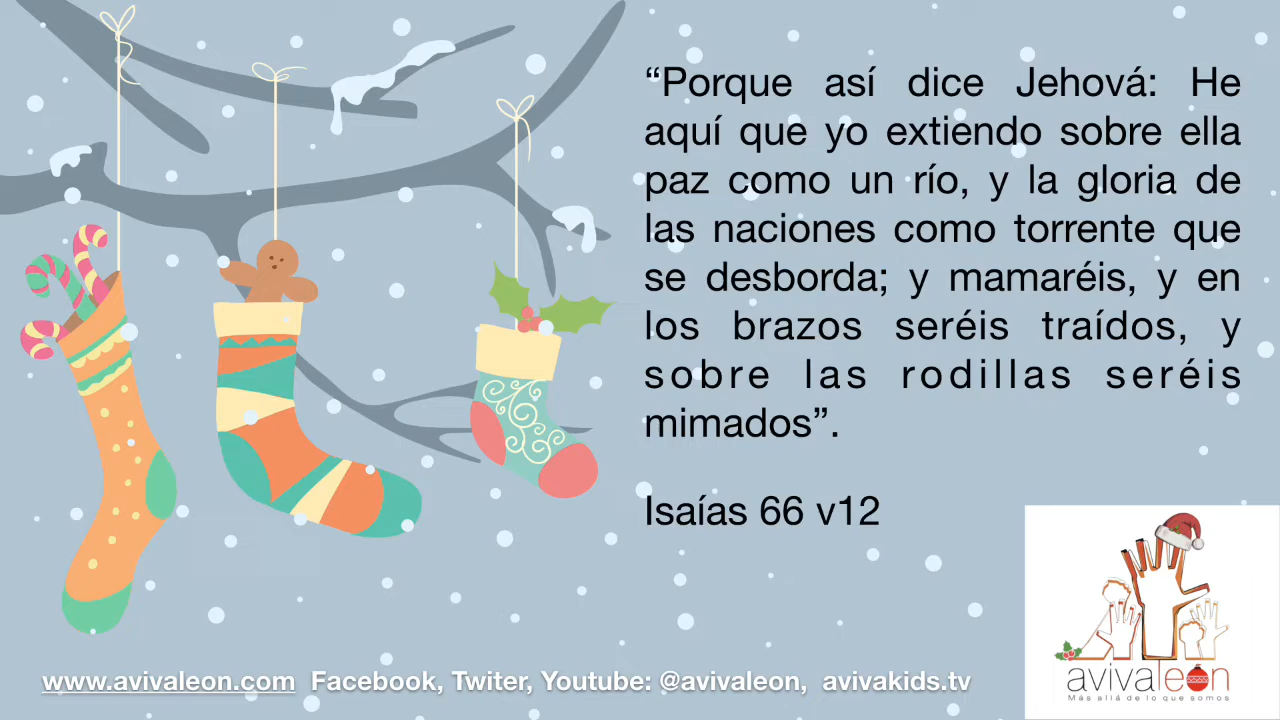 “Porque así dice Jehová: He
aquí que yo extiendo sobre ella
paz como un río, y la gloria de
las naciones como torrente que
se desborda; y mamaréis, y en
los brazos seréis traídos, y
sobre las rodillas seréis
mimados”.
Isaías 66 v12
avivaleon
Más allá de lo que somos
www.avivaleon.com Facebook, Twiter, Youtube: @avivaleon, avivakids.tv